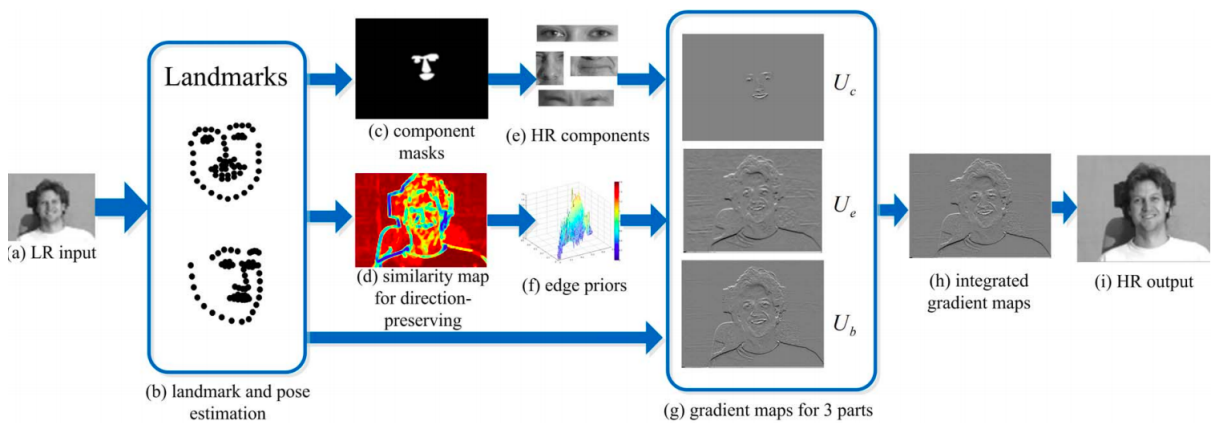 Landmarks
(a) LR input
(b) landmark and pose
estimation
(c) component
masks
(e) HR components
(d) similarity map
for direction-
preserving
(f) edge priors
U_c
U_e
U_b
(g) gradient maps for 3 parts
(h) integrated
gradient maps
(i) HR output